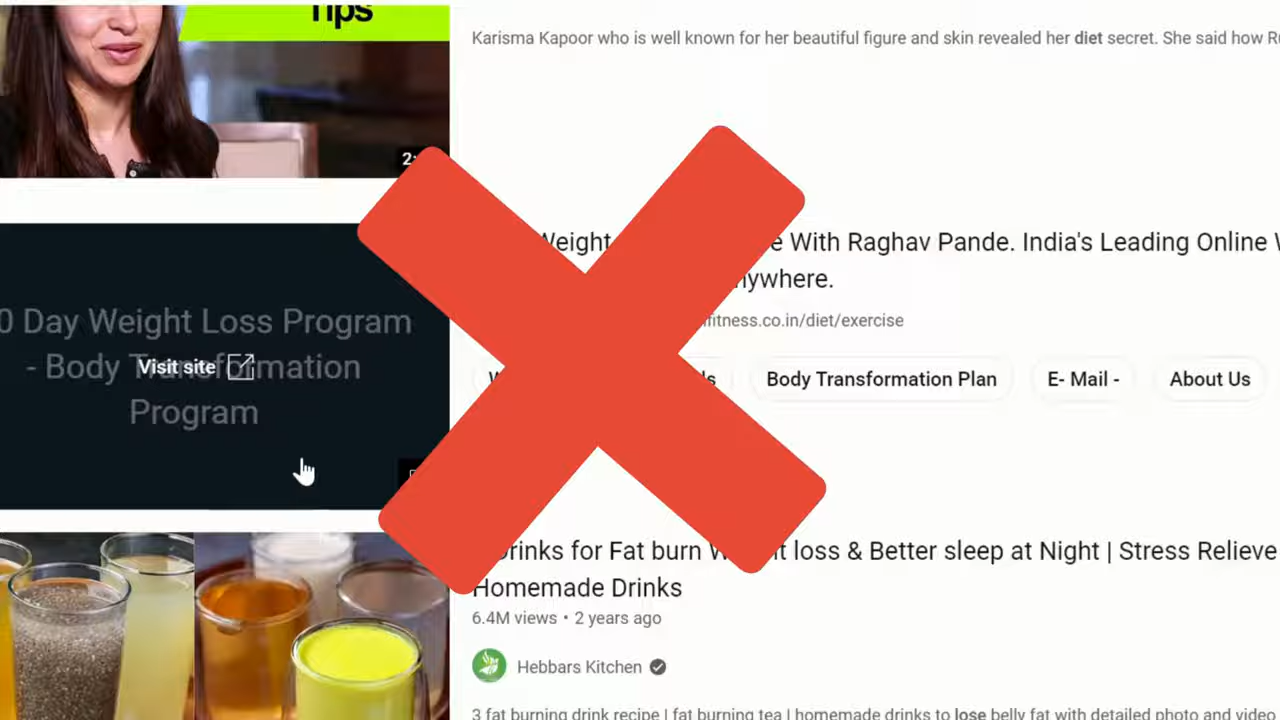 Tips
Karisma Kapoor who is well known for her beautiful figure and skin revealed her diet secret. She said how
2:
Weight
With Raghav Pande. India's Leading Online
0 Day Weight Loss Program
- Body Transformation
Program
Visit site
fitness.co.in/diet/exercise
Body Transformation Plan
E- Mail -
About Us
Drinks for Fat burn loss & Better sleep at Night | Stress Relieve
Homemade Drinks
6.4M views • 2 years ago
Hebbars Kitchen
3 fat burning drink recipe | fat burning tea | homemade drinks to lose belly fat with detailed photo and video